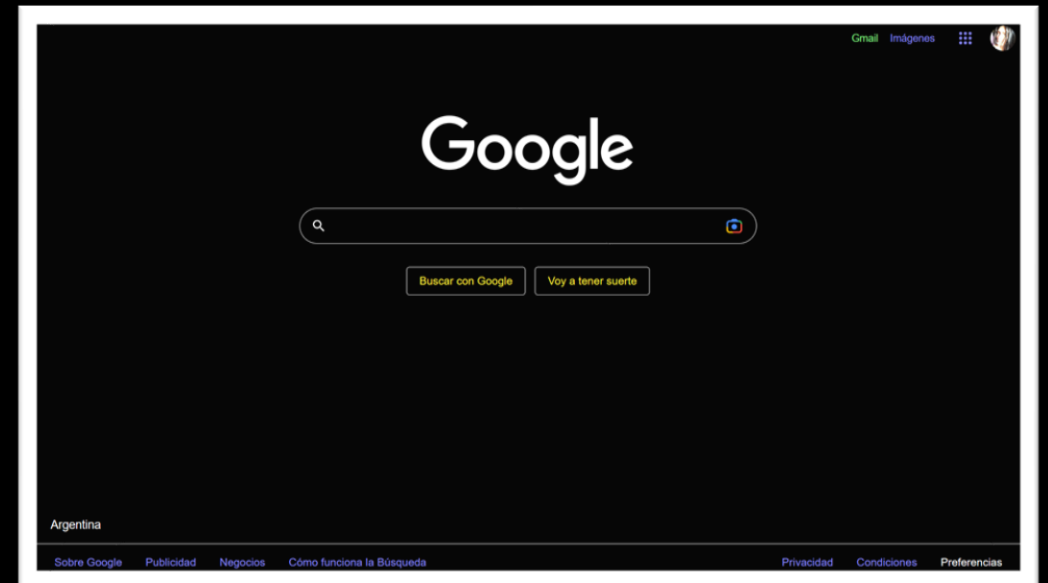 Gmail Imágenes
Google
Buscar con Google Voy a tener suerte
Argentina
Sobre Google Publicidad Negocios Cómo funciona la Búsqueda Privacidad Condiciones Preferencias